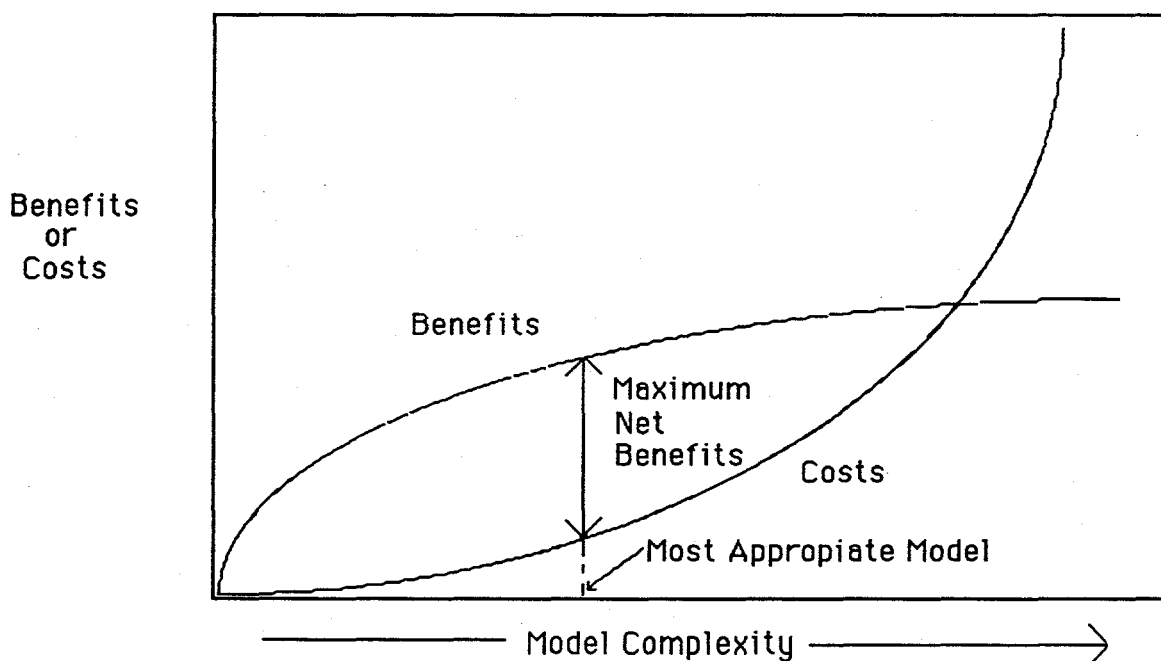 Benefits
or
Costs
Benefits
Maximum
Net
Benefits
Costs
Most Appropiate Model
Model Complexity